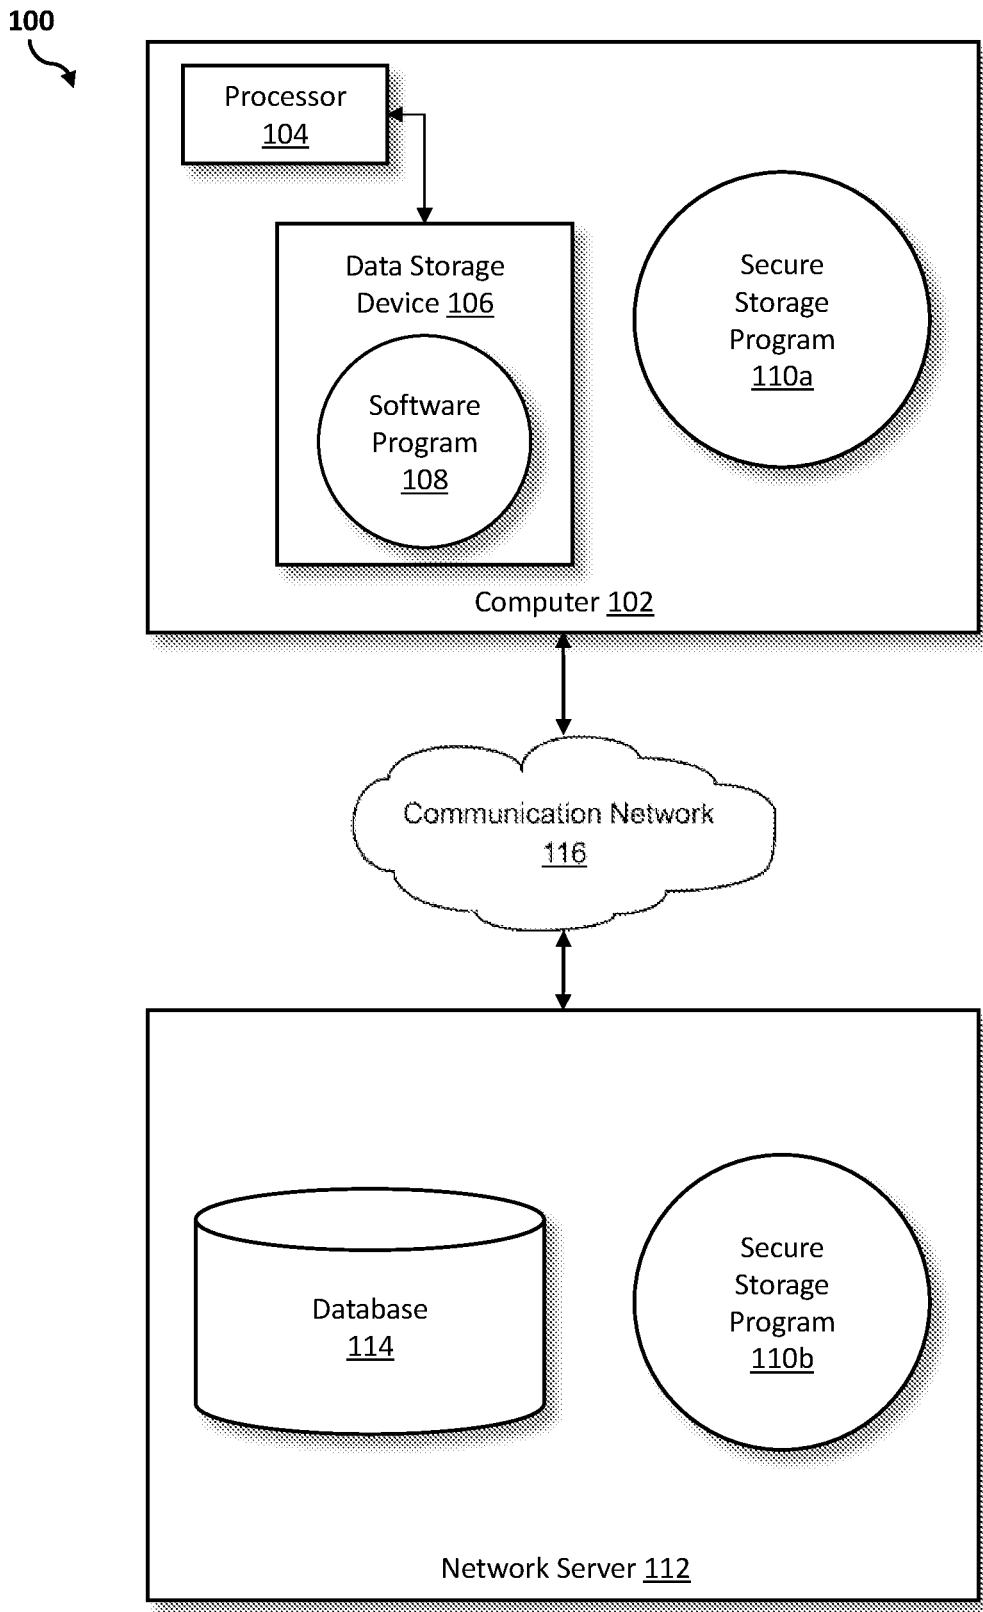 100
Processor
104
Data Storage
Device 106
Software
Program
108
Secure
Storage
Program
110a
Computer 102
Communication Network
116
Database
114
Secure
Storage
Program
110b
Network Server 112